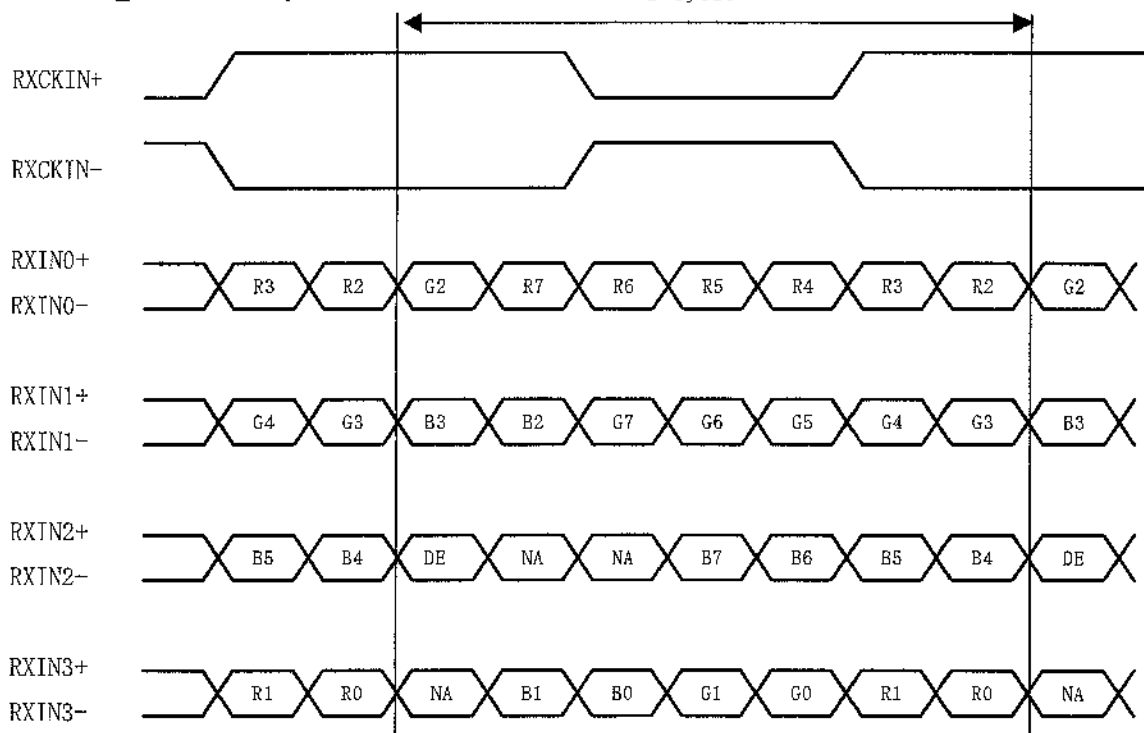 RXCKIN+
RXCKIN-
RXIN0+
R3 R2 G2 R7 R6 R5 R4 R3 R2 G2
RXIN0-
RXIN1+
G4 G3 B3 B2 G7 G6 G5 G4 G3 B3
RXIN1-
RXIN2+
B5 B4 DE NA NA B7 B6 B5 B4 DE
RXIN2-
RXIN3+
R1 R0 NA B1 B0 G1 G0 R1 R0 NA
RXIN3-